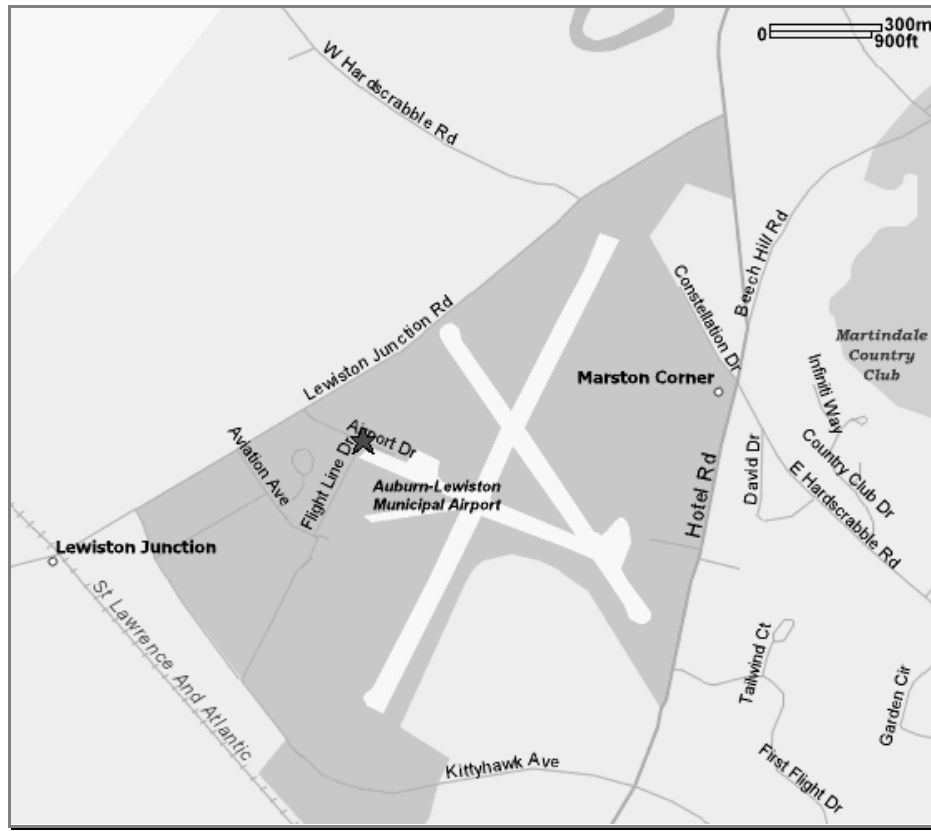 300m
0
900ft
W Hardscrabble Rd
Beech Hill Rd
Constellation Dr
Lewiston Junction Rd
Martindale
Country
Club
Marston Corner
Infiniti Way
Airport Dr
Aviation Ave
Flight Line Dr
Country Club Dr
David Dr
E Hardscrabble Rd
Hotel Rd
Auburn-Lewiston
Municipal Airport
Lewiston Junction
St Lawrence And Atlantic
Tailwind Ct
Garden Cir
Kittyhawk Ave
First Flight Dr